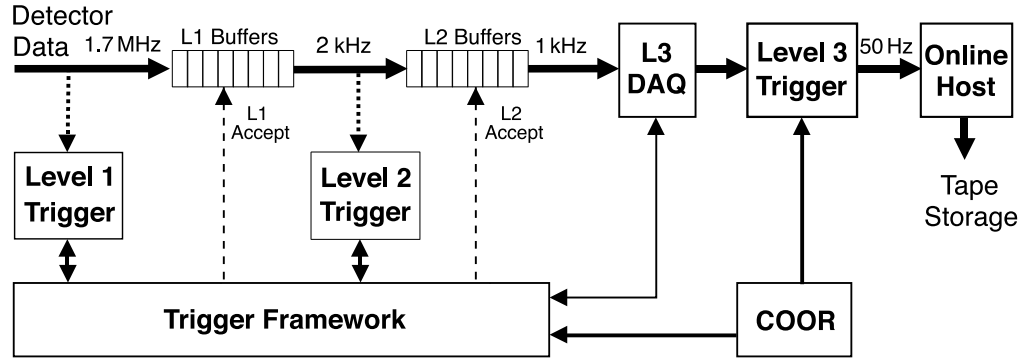 Detector
Data
1.7 MHz
L1 Buffers
2 kHz
L2 Buffers
1 kHz
L3
DAQ
Level 3
Trigger
50 Hz
Online
Host
L1
Accept
L2
Accept
Level 1
Trigger
Level 2
Trigger
Tape
Storage
Trigger Framework
COOR